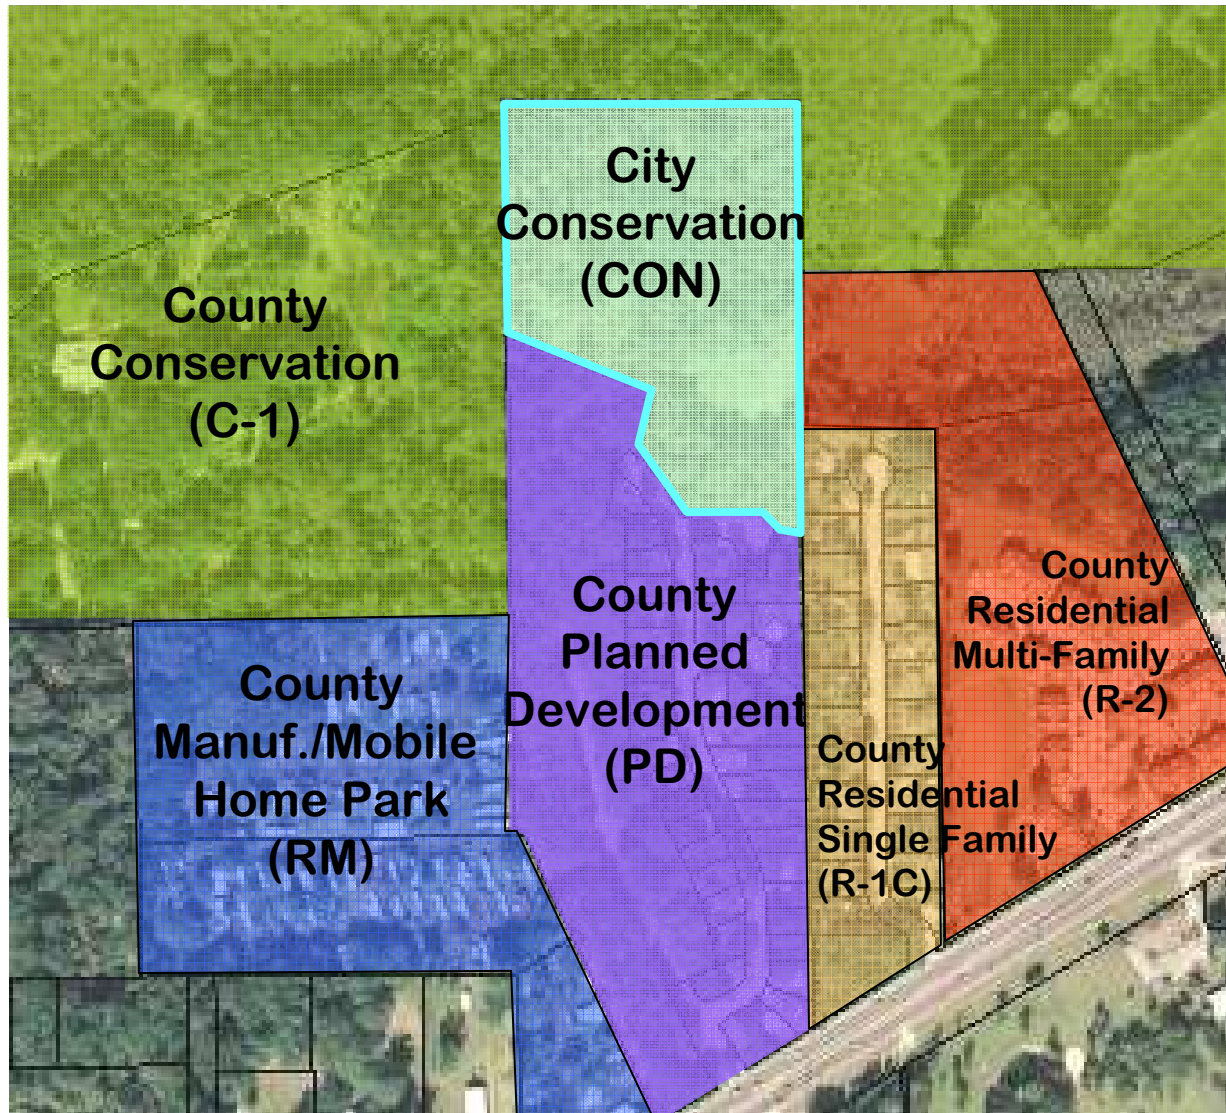 City
Conservation
(CON)
County
Conservation
(C-1)
County
Residential
Multi-Family
(R-2)
County
Planned
Development
(PD)
County
Manuf./Mobile
Home Park
(RM)
County
Residential
Single Family
(R-1C)